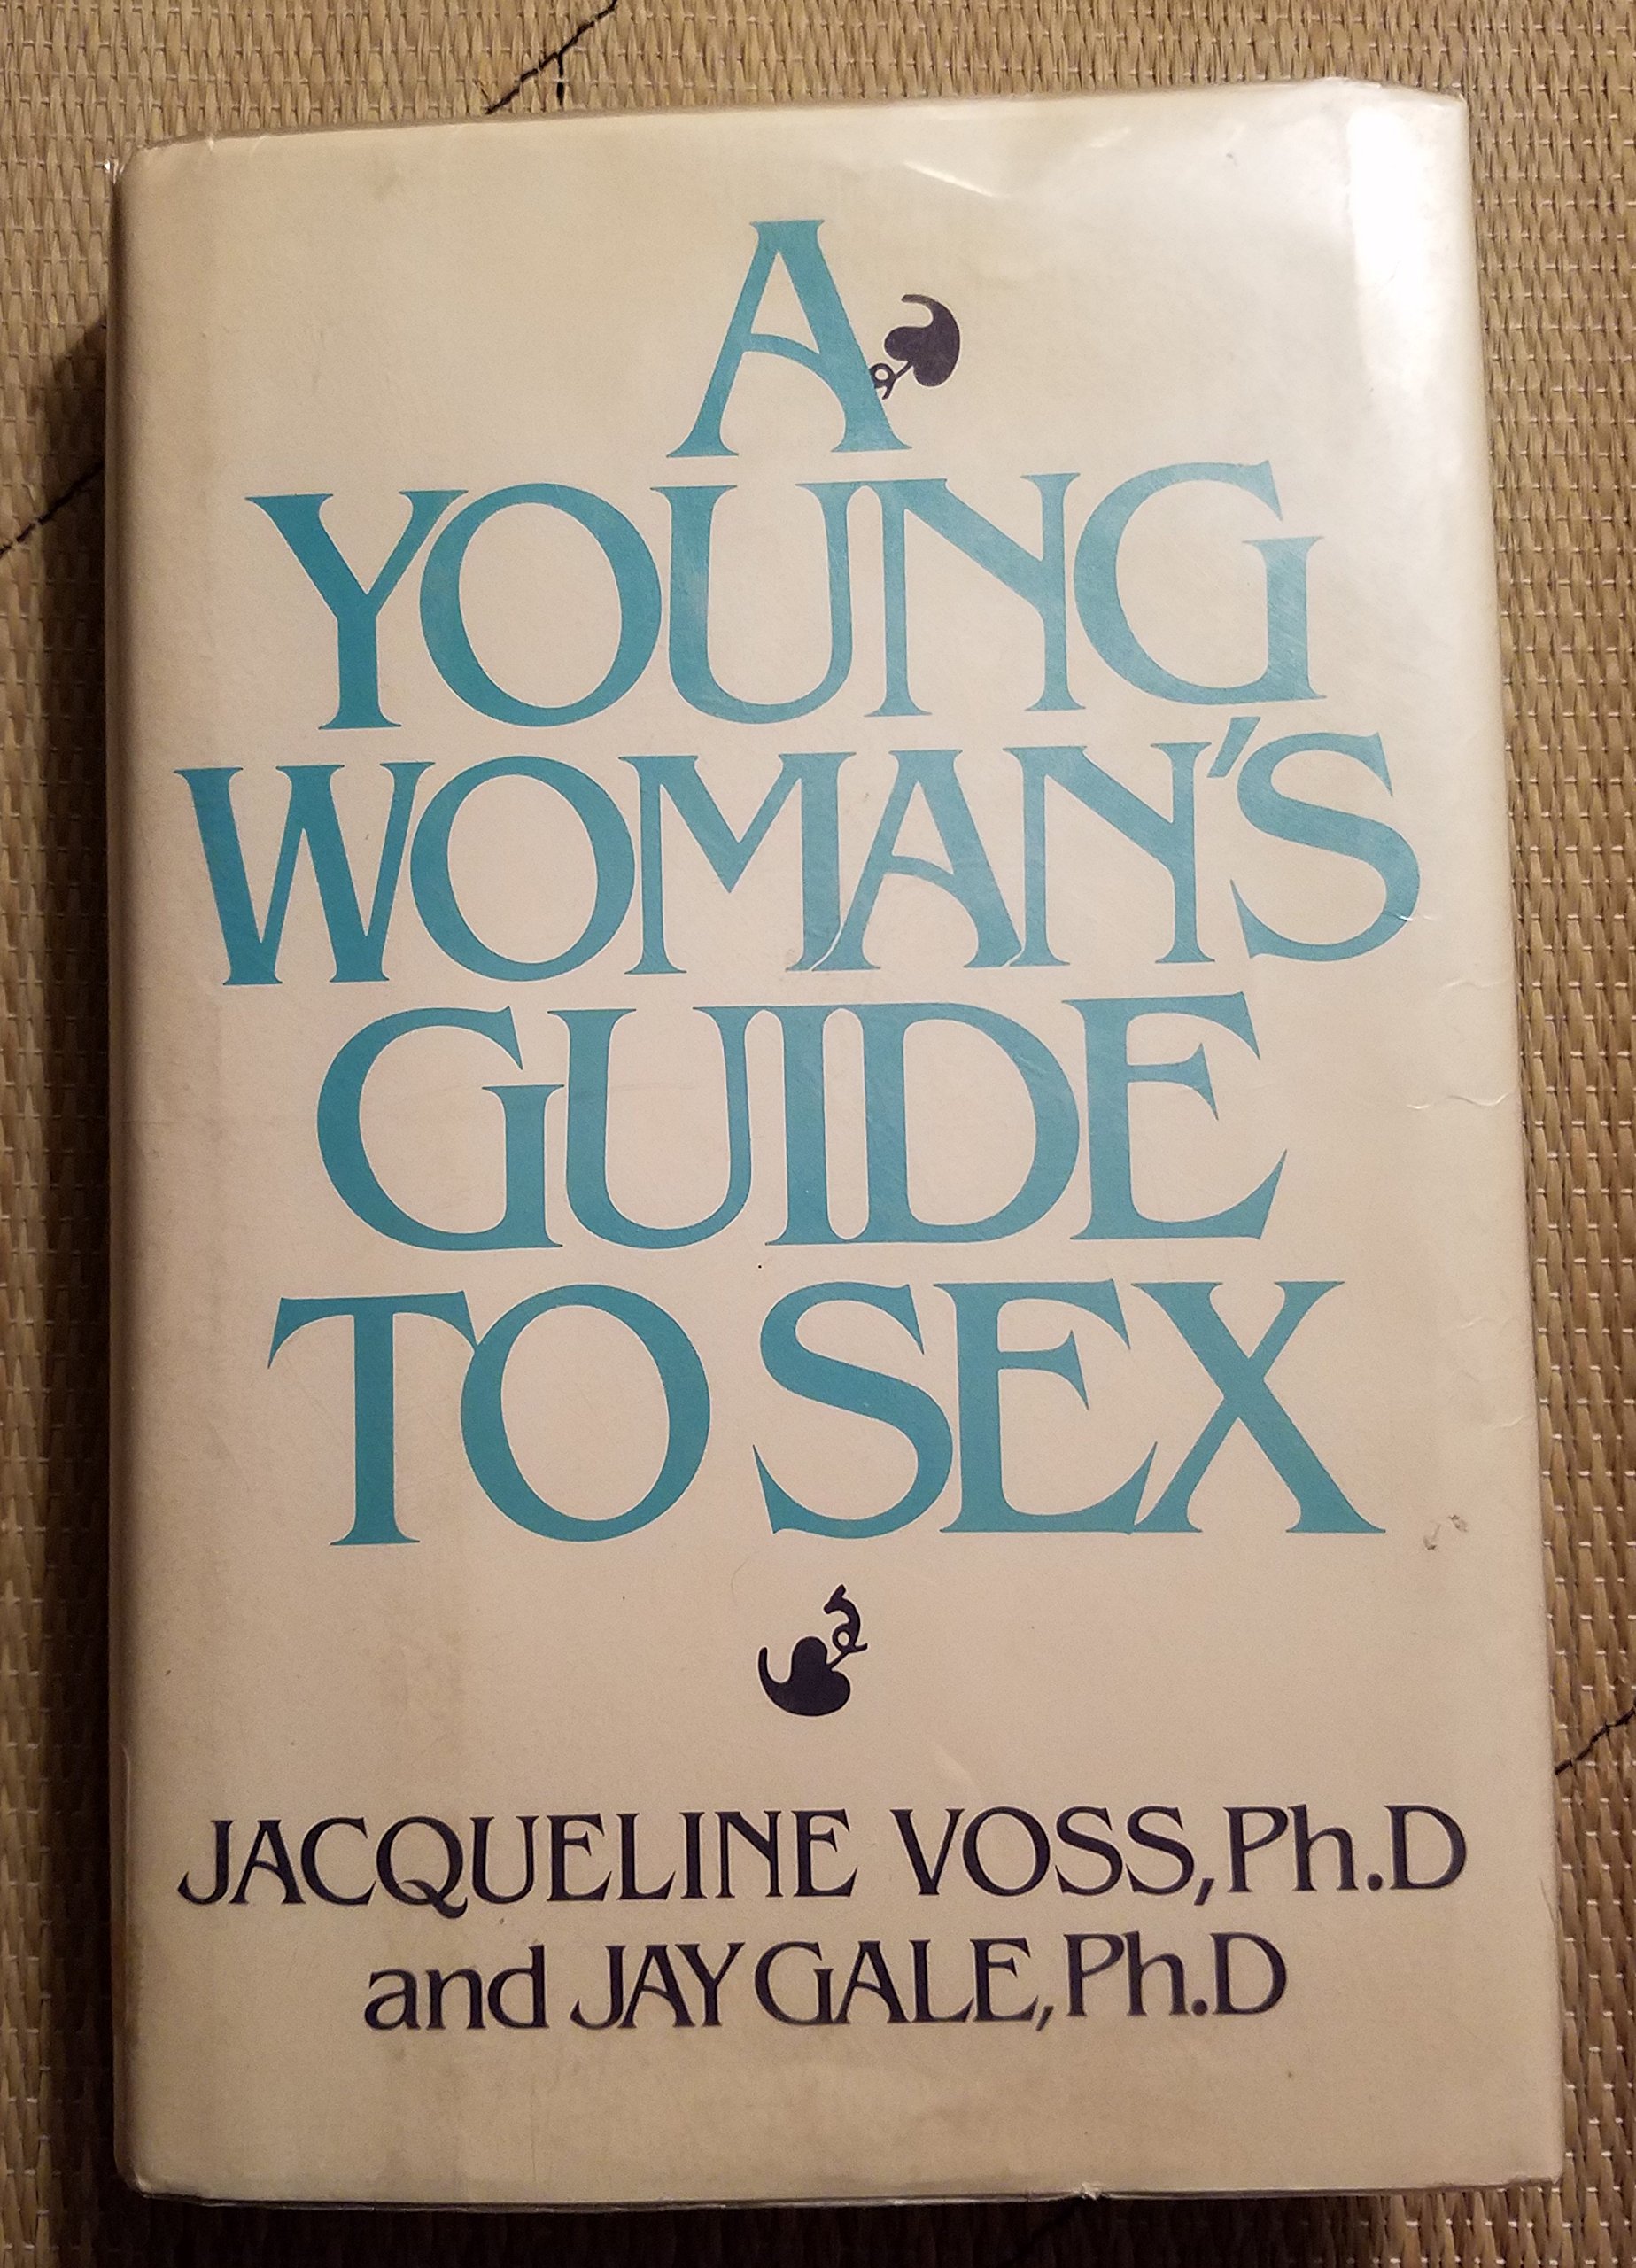 A
YOUNG
WOMAN'S
GUIDE
TO SEX
JACQUELINE VOSS, Ph.D
and JAY GALE, Ph.D